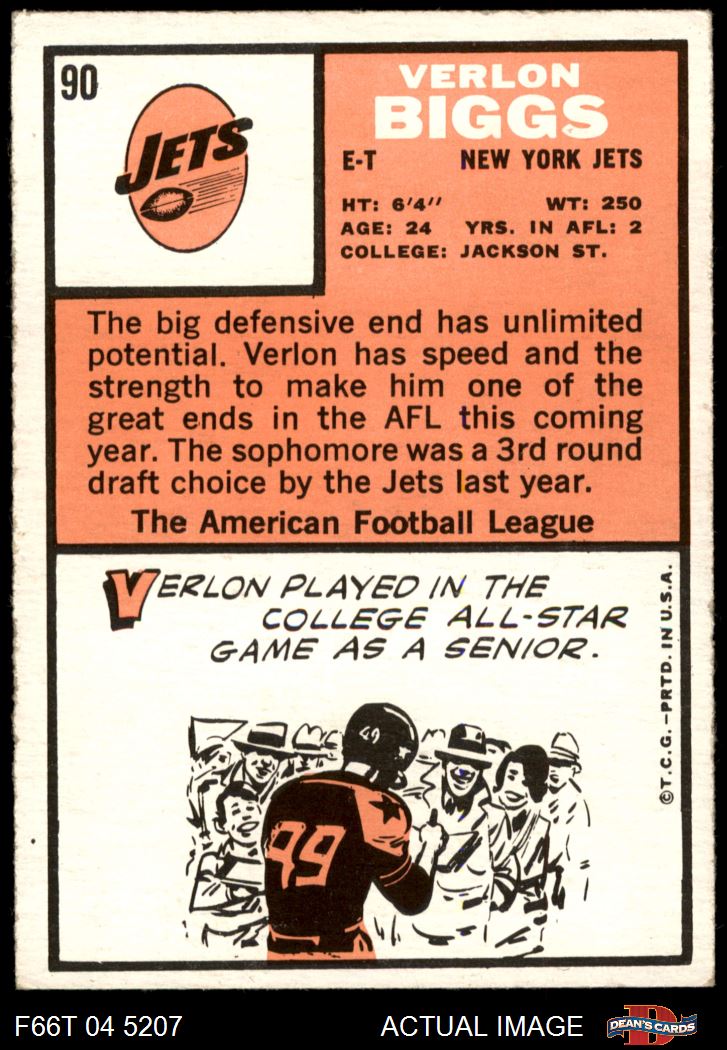 90
JETS
VERLON
BIGGS
E-T NEW YORK JETS
HT: 6'4" WT: 250
AGE: 24 YRS. IN AFL: 2
COLLEGE: JACKSON ST.
The big defensive end has unlimited
potential. Verlon has speed and the
strength to make him one of the
great ends in the AFL this coming
year. The sophomore was a 3rd round
draft choice by the Jets last year.
The American Football League
VERLON PLAYED IN THE
COLLEGE ALL-STAR
GAME AS A SENIOR.
©T.C.G.-PRTD. IN U.S.A.
49
99
F66T 04 5207 ACTUAL IMAGE
D
DEAN'S CARDS